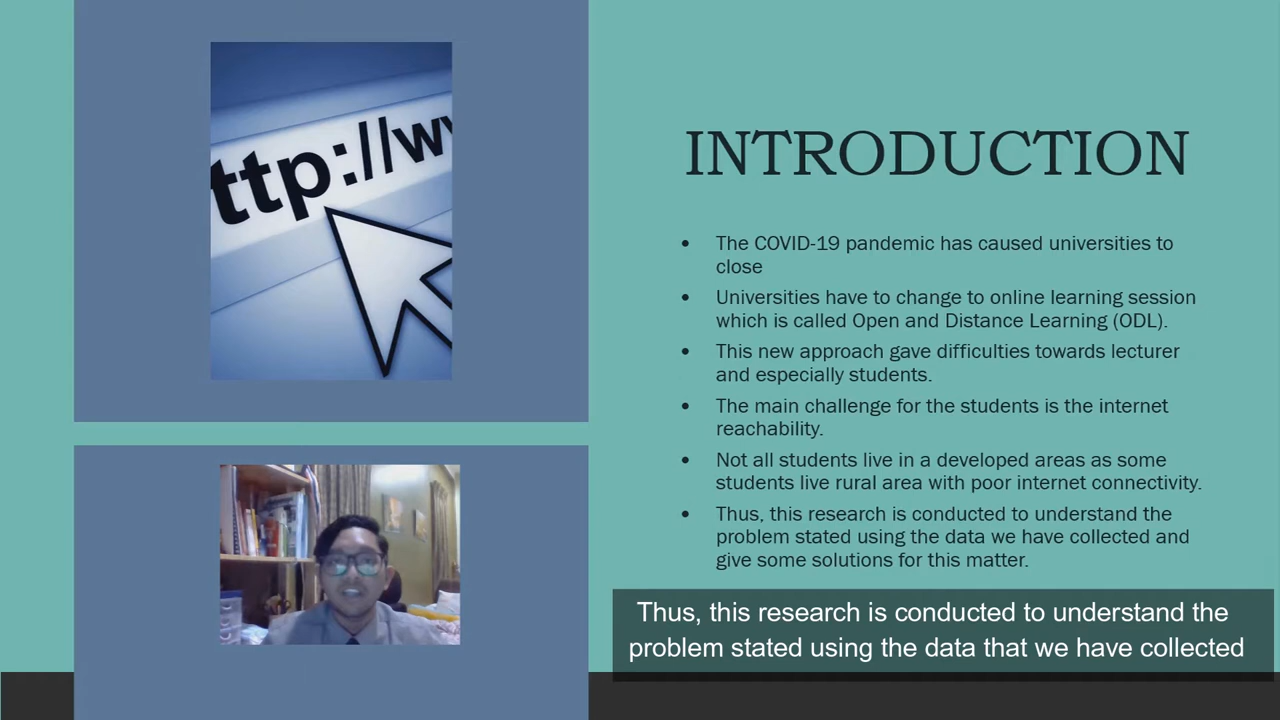 ttp://w
INTRODUCTION
• The COVID-19 pandemic has caused universities to
close
• Universities have to change to online learning session
which is called Open and Distance Learning (ODL).
• This new approach gave difficulties towards lecturer
and especially students.
• The main challenge for the students is the internet
reachability.
• Not all students live in a developed areas as some
students live rural area with poor internet connectivity.
• Thus, this research is conducted to understand the
problem stated using the data we have collected and
give some solutions for this matter.
Thus, this research is conducted to understand the
problem stated using the data that we have collected